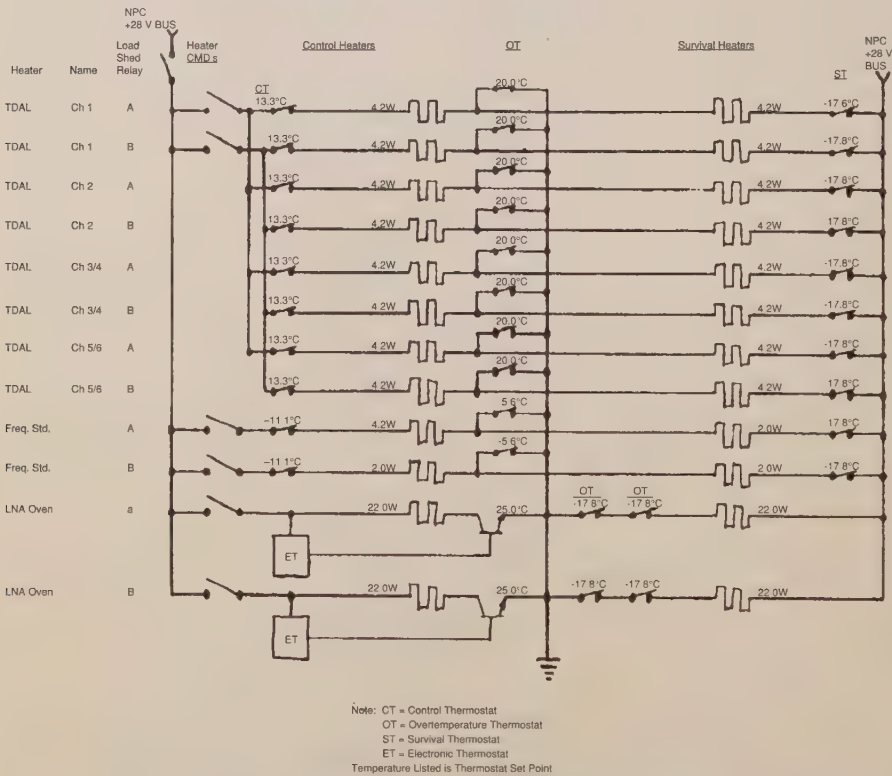 NPC
+28 V BUS
NPC
+28 V
BUS
Load
Shed
Relay
Heater
CMD s
Control Heaters
OT
Survival Heaters
Heater Name
CT
ST
TDAL Ch 1 A 13.3°C 4.2W 20.0°C 4.2W -17 6°C
TDAL Ch 1 B 13.3°C 4.2W 20 0°C 4.2W -17.8°C
TDAL Ch 2 A 13.3°C 4.2W 20.0°C 4.2W -17 8°C
TDAL Ch 2 B 13.3°C 4.2W 20.0°C 4.2W 17 8°C
TDAL Ch 3/4 A 13 3°C 4.2W 20 0°C 4.2W -17.8°C
TDAL Ch 3/4 B 13.3°C 4 2W 20.0°C 4.2W -17.8°C
TDAL Ch 5/6 A 13.3°C 4.2W 20.0°C 4 2W -17 8°C
TDAL Ch 5/6 B 13.3°C 4.2W 20.0°C 4 2W 17 8°C
Freq. Std. A –11.1°C 4.2W 5 6°C 2.0W 17 8°C
Freq. Std. B –11 1°C 2.0W -5 6°C 2.0W -17 8°C
OT OT
LNA Oven a 22.0W 25.0°C -17 8°C -17 8°C 22 0W
ET
LNA Oven B 22 0W 25 0°C -17 8°C -17.8°C 22 0W
ET
Note: CT = Control Thermostat
OT = Overtemperature Thermostat
ST = Survival Thermostat
ET = Electronic Thermostat
Temperature Listed is Thermostat Set Point